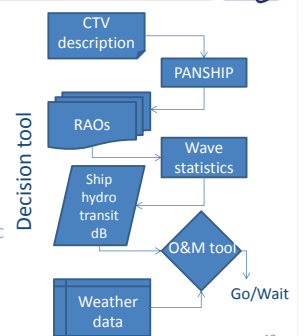 CTV
description
PANSHIP
RAOs
Wave
statistics
Decision tool
Ship
hydro
transit
dB
O&M tool
Go/Wait
Weather
data